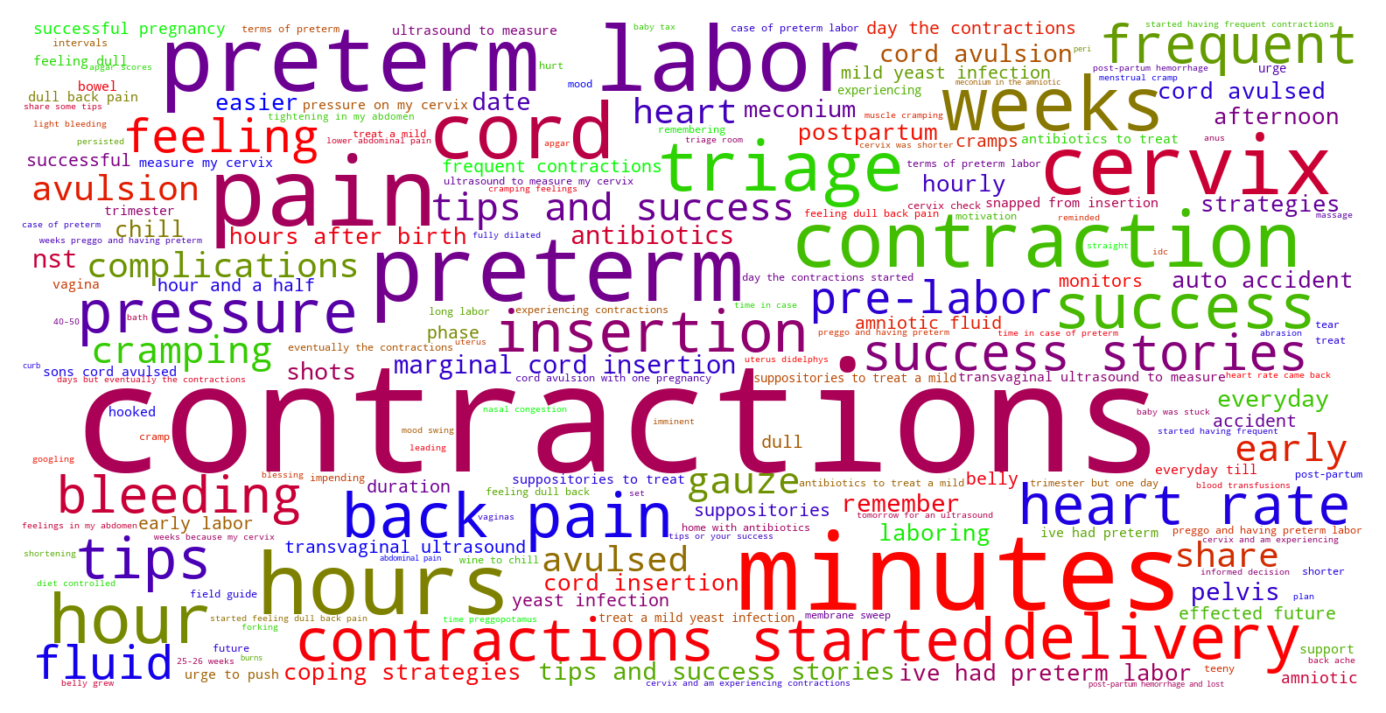 successful pregnancy
terms of preterm
ultrasound to measure
baby tax
case of preterm labor
day the contractions
started having frequent contractions
intervals
preterm labor
cord avulsion
peri
frequent
feeling dull
apgar scores
hurt
mood
mild yeast infection
post-partum hemorrhage
urge
bowel
experiencing
meconium in the amniotic
menstrual cramp
dull back pain
easier
pressure on my cervix
date
heart
meconium
weeks
cord avulsed
share some tips
tightening in my abdomen
muscle cramping
afternoon
light bleeding
feeling
treat a mild
cord
remembering
postpartum
cramps
antibiotics to treat
anus
persisted
lower abdominal pain
apgar
triage room
cervix was shorter
successful
measure my cervix
frequent contractions
triage
terms of preterm labor
cervix
avulsion
pain
ultrasound to measure my cervix
cramping feelings
hourly
trimester
tips and success
cervix check
snapped from insertion
strategies
case of preterm
chill
feeling dull back pain
motivation
reminded
massage
weeks preggo and having preterm
hours after birth
fully dilated
antibiotics
contraction
straight
idc
nst
complications
preterm
day the contractions started
monitors
auto accident
vagina
hour and a half
pre-labor
success
40-50
pressure
bath
long labor
experiencing contractions
time in case
amniotic fluid
tear
phase
uterus
insertion
preggo and having preterm
time in case of preterm
abrasion
treat
cramping
eventually the contractions
marginal cord insertion
uterus didelphys
success stories
curb
sons cord avulsed
shots
days but eventually the contractions
cord avulsion with one pregnancy
suppositories to treat a mild
transvaginal ultrasound to measure
heart rate came back
contractions
everyday
hooked
nasal congestion
baby was stuck
accident
cramp
mood swing
imminent
started having frequent
leading
dull
early
googling
blessing
impending
suppositories to treat
gauze
antibiotics to treat a mild
belly
trimester but one day
everyday till
post-partum
bleeding
duration
feeling dull back
set
remember
blood transfusions
heart rate
feelings in my abdomen
early labor
back pain
vaginas
suppositories
tomorrow for an ultrasound
laboring
ive had preterm
preggo and having preterm labor
weeks because my cervix
home with antibiotics
tips or your success
cervix and am experiencing
tips
transvaginal ultrasound
abdominal pain
wine to chill
avulsed
minutes
share
shortening
informed decision
shorter
diet controlled
hours
cord insertion
pelvis
plan
field guide
yeast infection
hour
started feeling dull back pain
time preggopotamus
treat a mild yeast infection
membrane sweep
effected future
forking
contractions started
delivery
fluid
future
support
25-26 weeks
burns
back ache
urge to push
coping strategies
tips and success stories
ive had preterm labor
teeny
amniotic
belly grew
cervix and am experiencing contractions
post-partum hemorrhage and lost